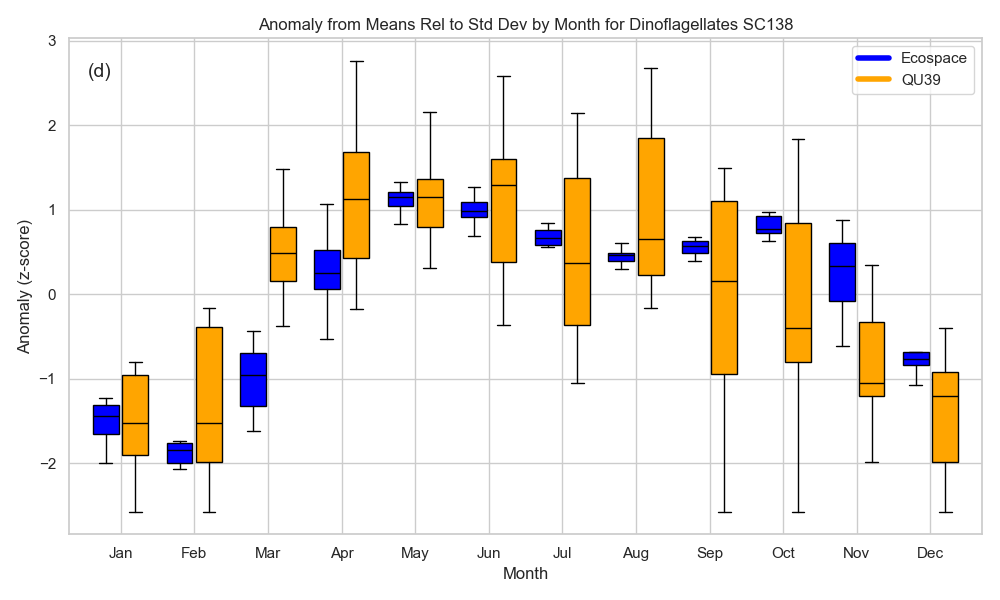 Anomaly from Means Rel to Std Dev by Month for Dinoflagellates SC138
(d)
Ecospace
QU39
Anomaly (z-score)
3
2
1
0
−1
−2
Jan Feb Mar Apr May Jun Jul Aug Sep Oct Nov Dec
Month